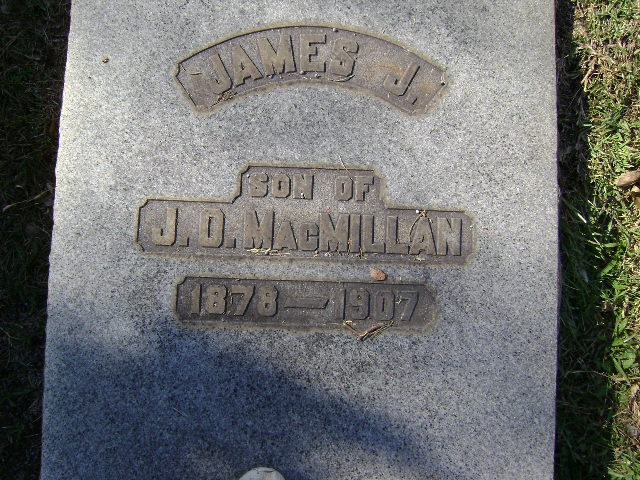 JAMES J.
SON OF
J. D. MACMILLAN
1878 — 1907